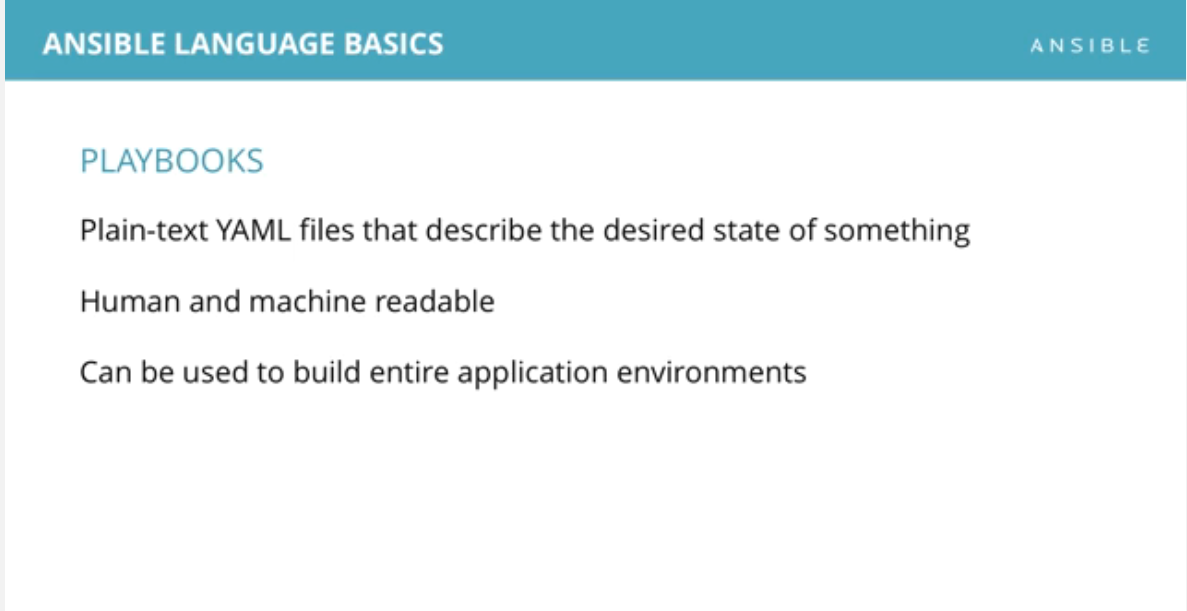 ANSIBLE LANGUAGE BASICS
ANSIBLE
PLAYBOOKS
Plain-text YAML files that describe the desired state of something
Human and machine readable
Can be used to build entire application environments